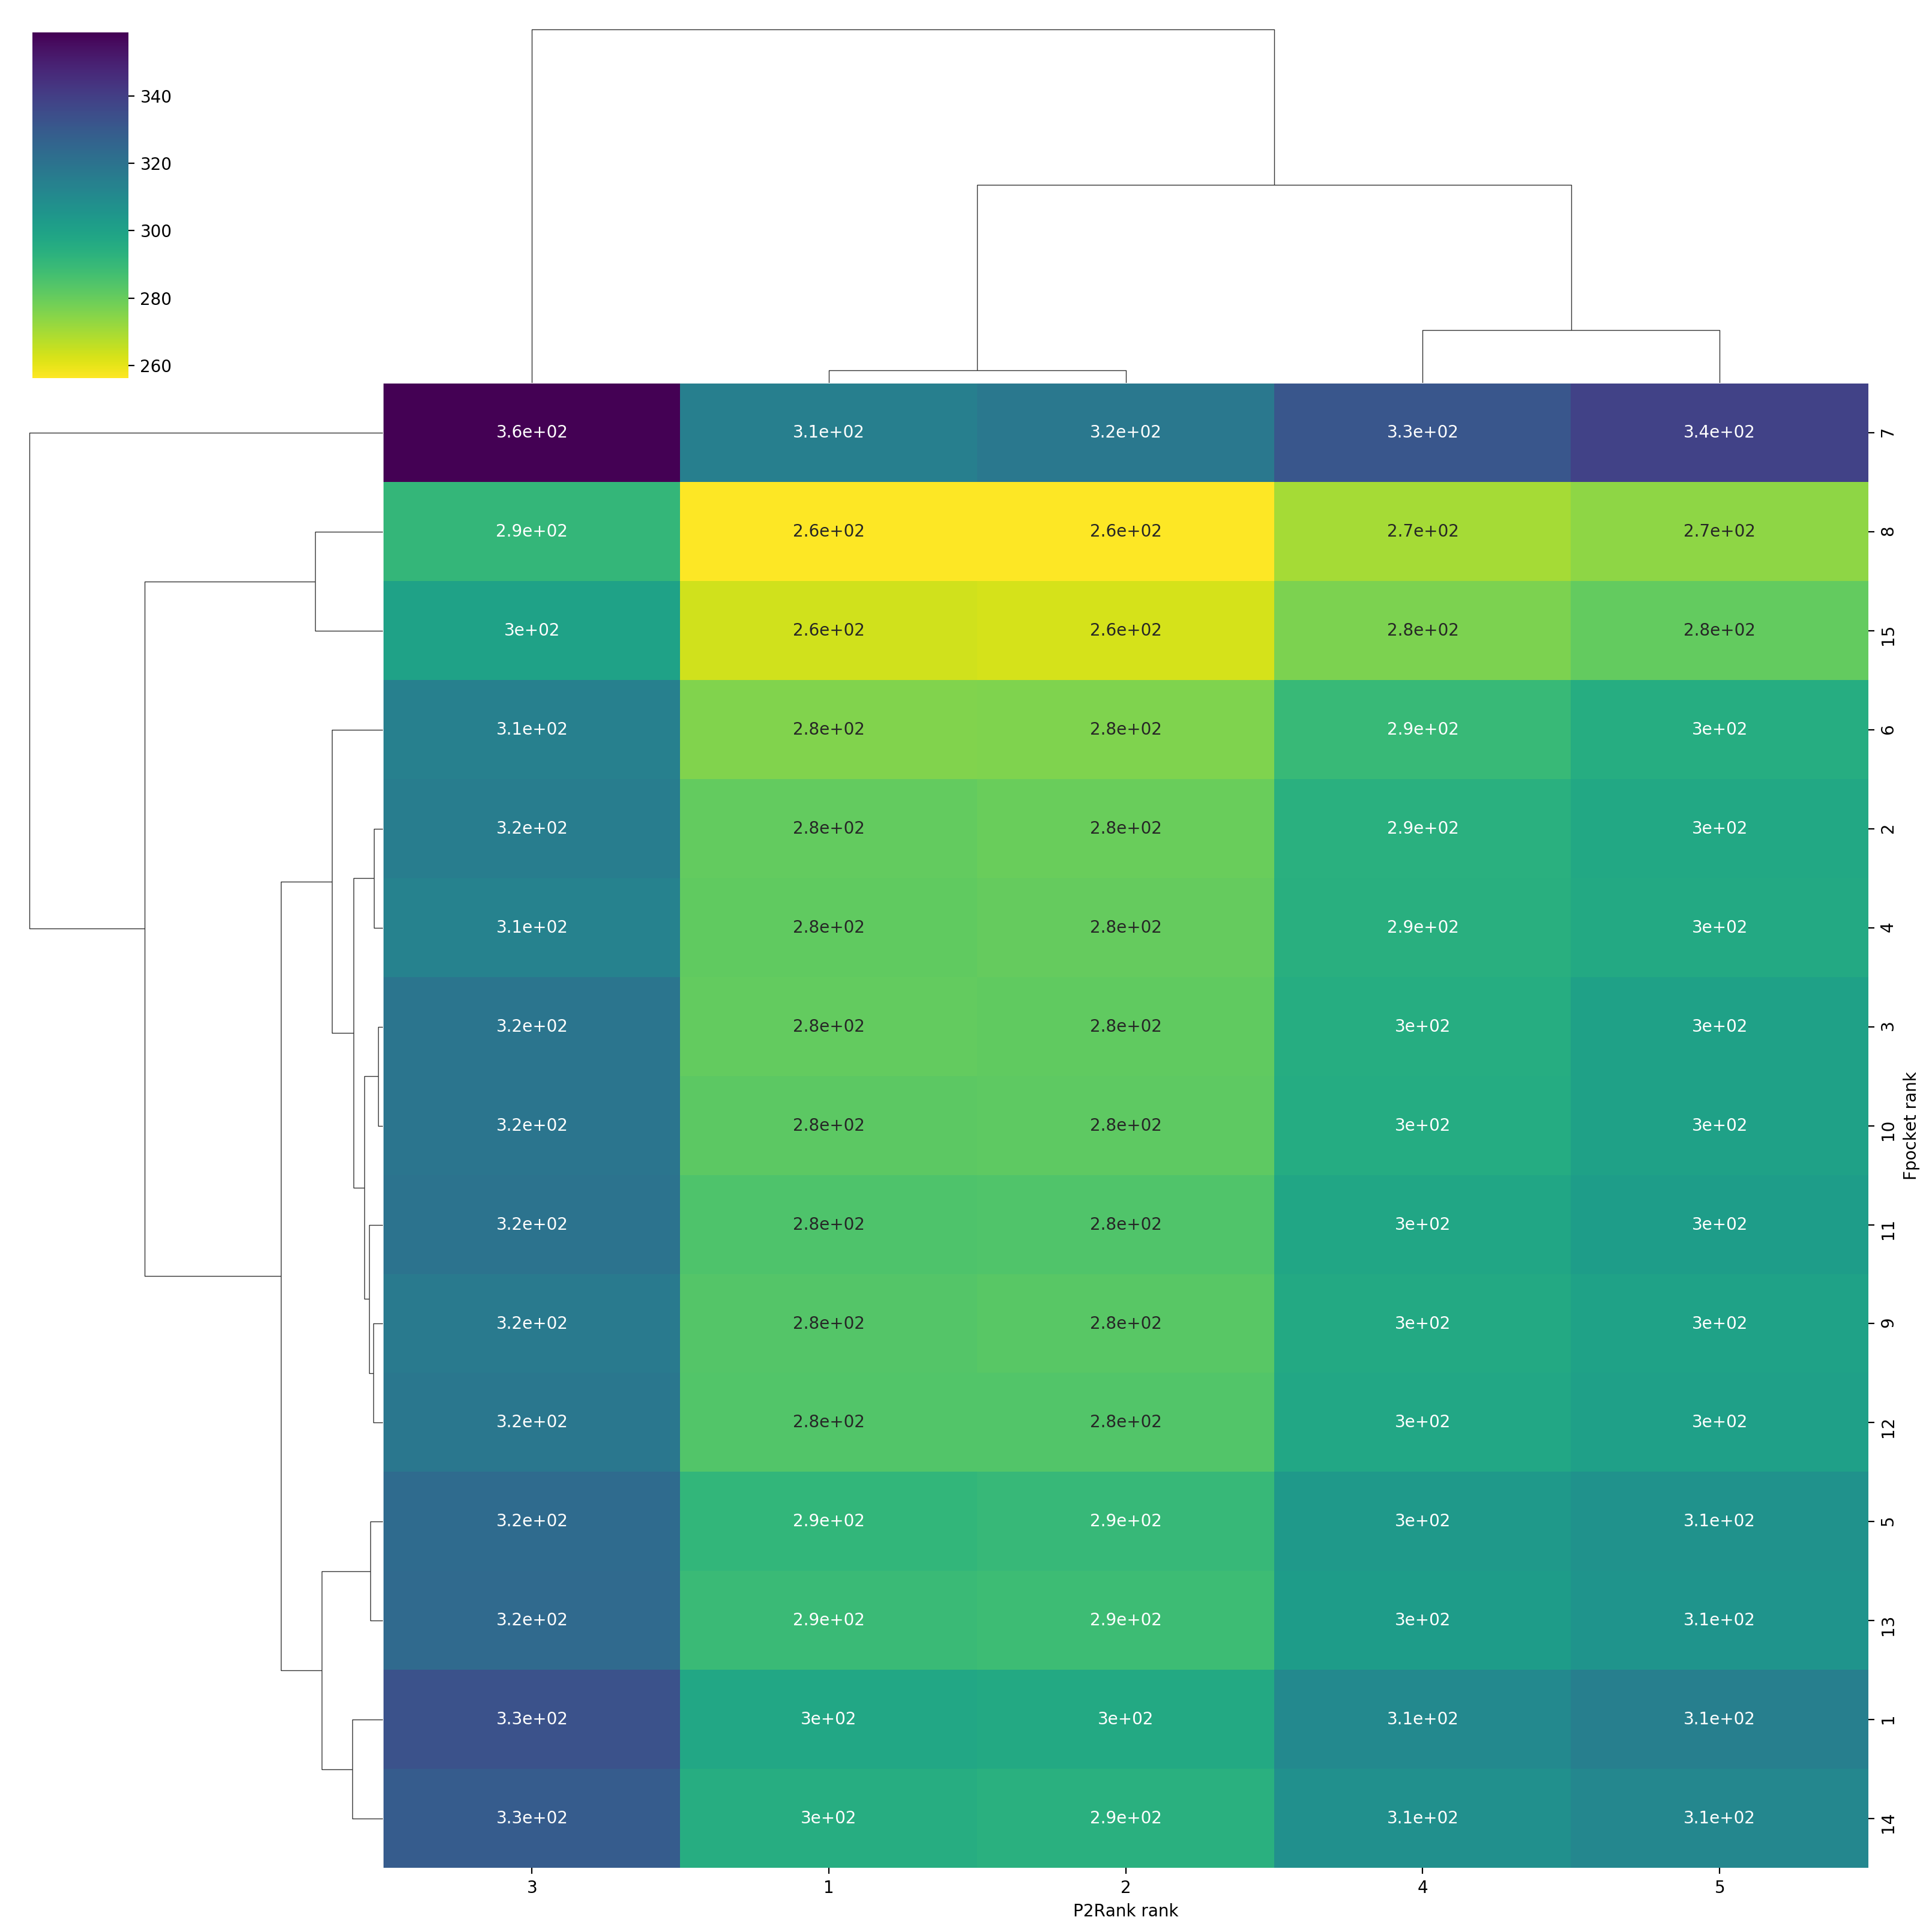 340
320
300
280
260
3.6e+02 3.1e+02 3.2e+02 3.3e+02 3.4e+02 7
2.9e+02 2.6e+02 2.6e+02 2.7e+02 2.7e+02 8
3e+02 2.6e+02 2.6e+02 2.8e+02 2.8e+02 15
3.1e+02 2.8e+02 2.8e+02 2.9e+02 3e+02 6
3.2e+02 2.8e+02 2.8e+02 2.9e+02 3e+02 2
3.1e+02 2.8e+02 2.8e+02 2.9e+02 3e+02 4
3.2e+02 2.8e+02 2.8e+02 3e+02 3e+02 3
3.2e+02 2.8e+02 2.8e+02 3e+02 3e+02 10
3.2e+02 2.8e+02 2.8e+02 3e+02 3e+02 11
3.2e+02 2.8e+02 2.8e+02 3e+02 3e+02 9
3.2e+02 2.8e+02 2.8e+02 3e+02 3e+02 12
3.2e+02 2.9e+02 2.9e+02 3e+02 3.1e+02 5
3.2e+02 2.9e+02 2.9e+02 3e+02 3.1e+02 13
3.3e+02 3e+02 3e+02 3.1e+02 3.1e+02 1
3.3e+02 3e+02 2.9e+02 3.1e+02 3.1e+02 14
Fpocket rank
3 1 2 4 5
P2Rank rank